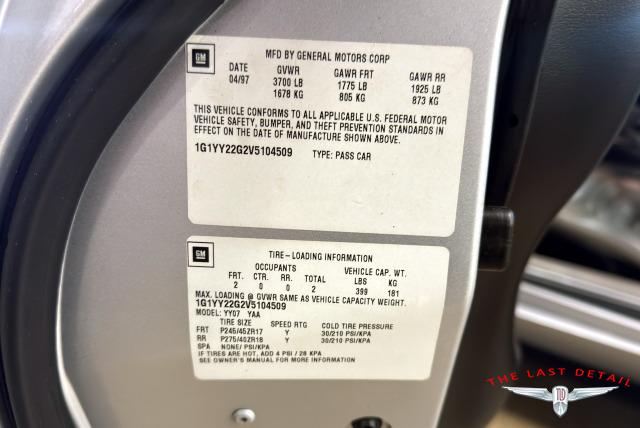 GM
MFD BY GENERAL MOTORS CORP
DATE GVWR GAWR FRT GAWR RR
04/97 3700 LB 1775 LB 1925 LB
1678 KG 805 KG 873 KG
THIS VEHICLE CONFORMS TO ALL APPLICABLE U.S. FEDERAL MOTOR
VEHICLE SAFETY, BUMPER, AND THEFT PREVENTION STANDARDS IN
EFFECT ON THE DATE OF MANUFACTURE SHOWN ABOVE.
1G1YY22G2V5104509 TYPE: PASS CAR
GM
TIRE-LOADING INFORMATION
OCCUPANTS VEHICLE CAP. WT.
FRT. CTR. RR. TOTAL LBS KG
2 0 0 2 399 181
MAX. LOADING @ GVWR SAME AS VEHICLE CAPACITY WEIGHT.
1G1YY22G2V5104509
MODEL: YY07 YAA
TIRE SIZE SPEED RTG COLD TIRE PRESSURE
FRT P245/45ZR17 Y 30/210 PSI/KPA
RR P275/40ZR18 Y 30/210 PSI/KPA
SPA NONE/ PSI/KPA
IF TIRES ARE HOT, ADD 4 PSI / 28 KPA
SEE OWNER'S MANUAL FOR MORE INFORMATION
THE LAST DETAIL
TLD